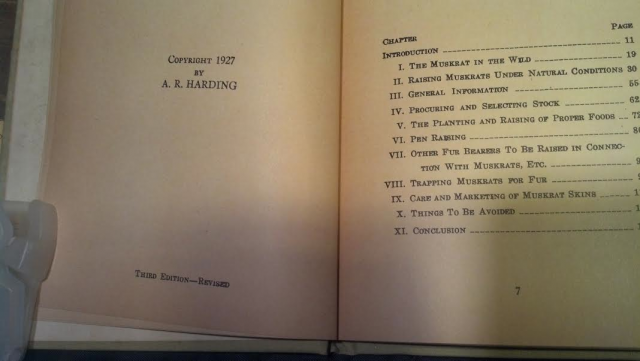 COPYRIGHT 1927
BY
A. R. HARDING
THIRD EDITION—REVISED
CHAPTER PAGE
INTRODUCTION 11
I. THE MUSKRAT IN THE WILD 19
II. RAISING MUSKRATS UNDER NATURAL CONDITIONS 30
III. GENERAL INFORMATION 55
IV. PROCURING AND SELECTING STOCK 62
V. THE PLANTING AND RAISING OF PROPER FOODS 72
VI. PEN RAISING
VII. OTHER FUR BEARERS TO BE RAISED IN CONNEC-
TION WITH MUSKRATS, ETC.
VIII. TRAPPING MUSKRATS FOR FUR
IX. CARE AND MARKETING OF MUSKRAT SKINS
X. THINGS TO BE AVOIDED
XI. CONCLUSION
7